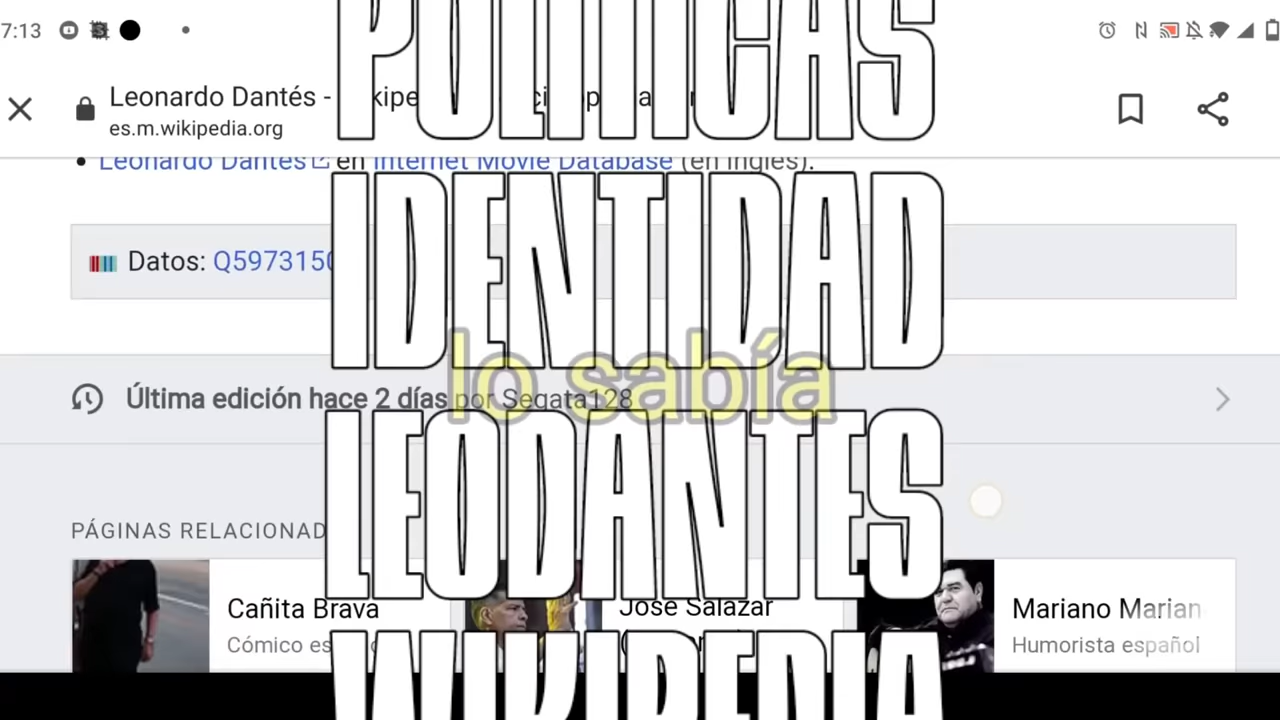 POLITICAS
7:13
Leonardo Dantés -
es.m.wikipedia.org
Leonardo Dantés en Internet Movie Database (en inglés).
IDENTIDAD
Datos: Q5973150
lo sabía
Última edición hace 2 días por Segata128
LEODANTES
PÁGINAS RELACIONAD
Cañita Brava
Cómico es
José Salazar
Mariano Marian
Humorista español
WIKIPEDIA